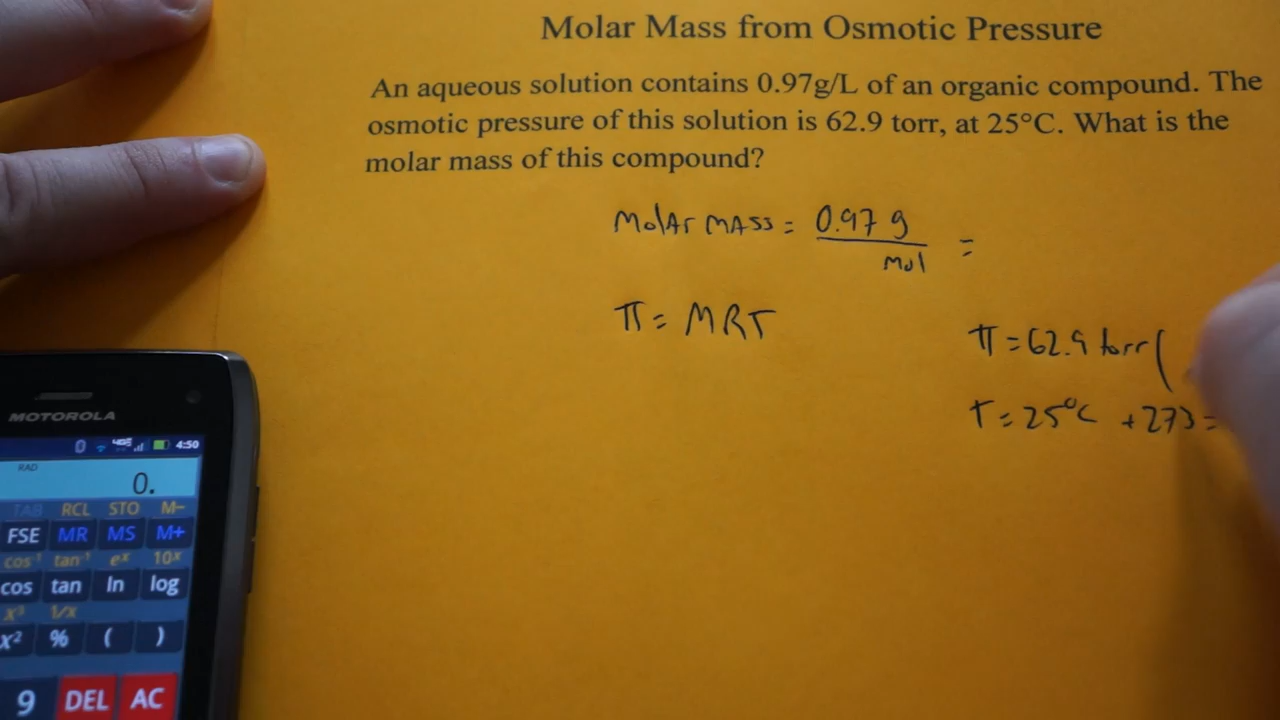 Molar Mass from Osmotic Pressure
An aqueous solution contains 0.97g/L of an organic compound. The
osmotic pressure of this solution is 62.9 torr, at 25°C. What is the
molar mass of this compound?
MolAr MASS = 0.97 g
mol
=
π = MRT
π = 62.9 torr (
T = 25°C + 273 =
MOTOROLA
4:50
RAD
0.
TAB RCL STO M-
FSE MR MS M+
cos⁻¹ tan⁻¹ eˣ 10ˣ
cos tan ln log
x³ 1/x
x² % ( )
9 DEL AC